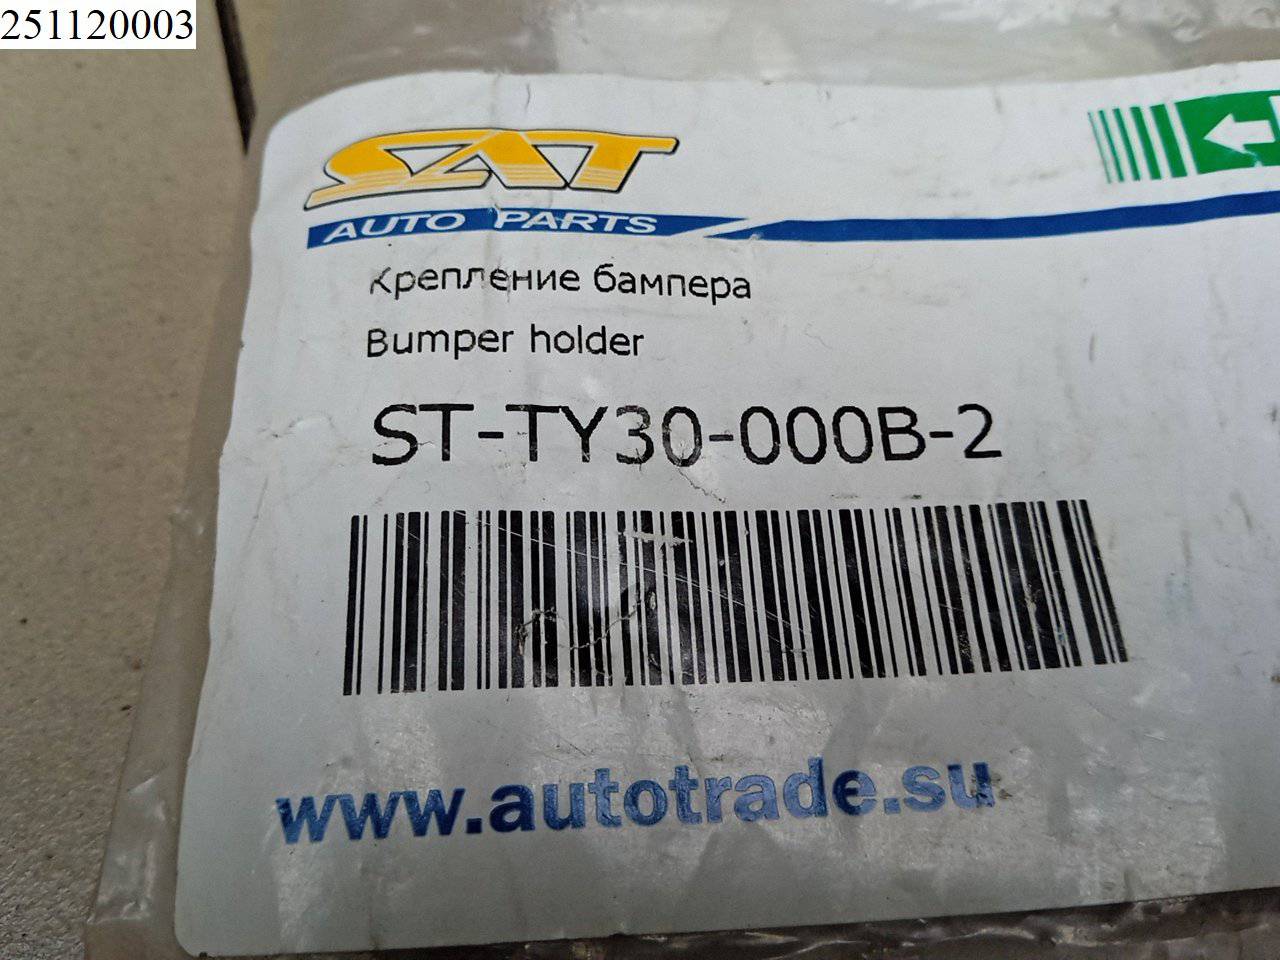 251120003
SAT
AUTO PARTS
Крепление бампера
Bumper holder
ST-TY30-000B-2
www.autotrade.su